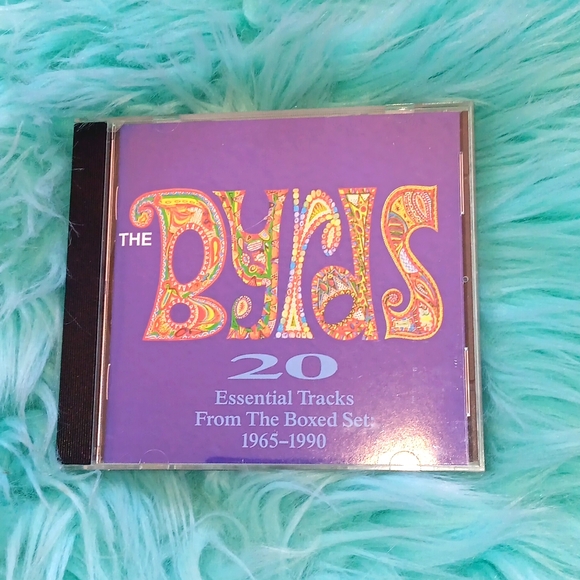 THE BYRDS
20
Essential Tracks
From The Boxed Set:
1965–1990